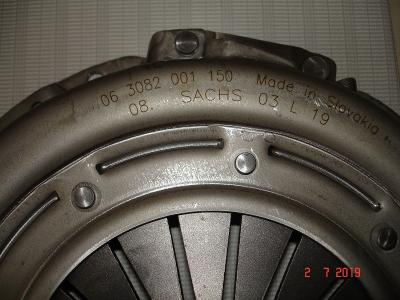 06 3082 001 150 Made in Slovakia
08. SACHS 03 L 19
2 7 2019